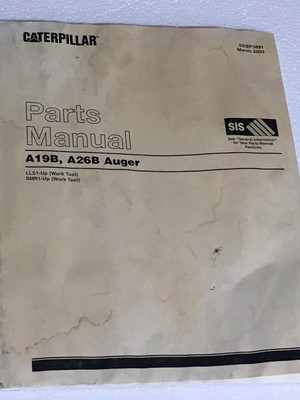 CATERPILLAR®
SEBP3891
March 2003
Parts
Manual
SIS
See "General Information"
for New Parts Manual
Features
A19B, A26B Auger
LLS1-Up (Work Tool)
SMR1-Up (Work Tool)